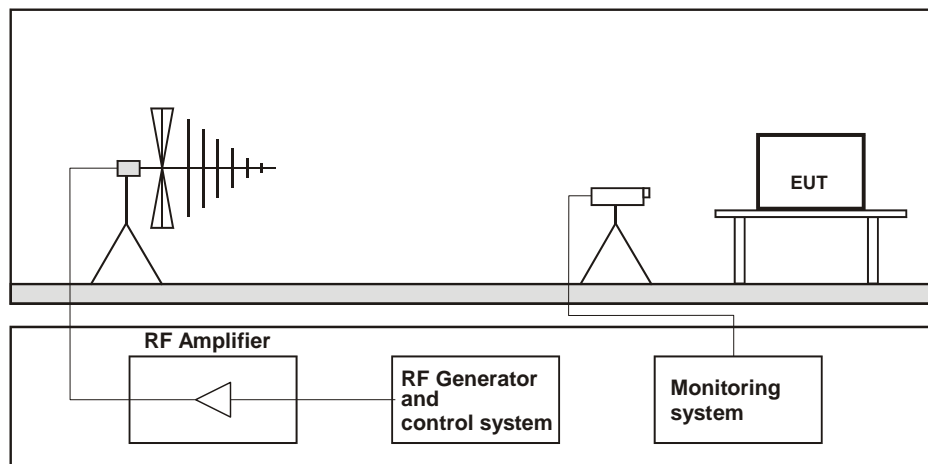 EUT
RF Amplifier
RF Generator
and
control system
Monitoring
system